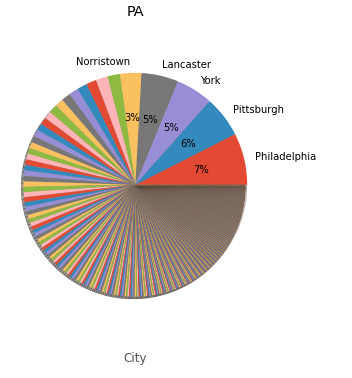 PA
Norristown
Lancaster
York
Pittsburgh
Philadelphia
3%
5%
5%
6%
7%
City